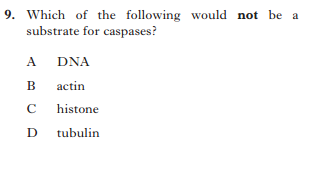 9. Which of the following would not be a
substrate for caspases?
A DNA
B actin
C histone
D tubulin